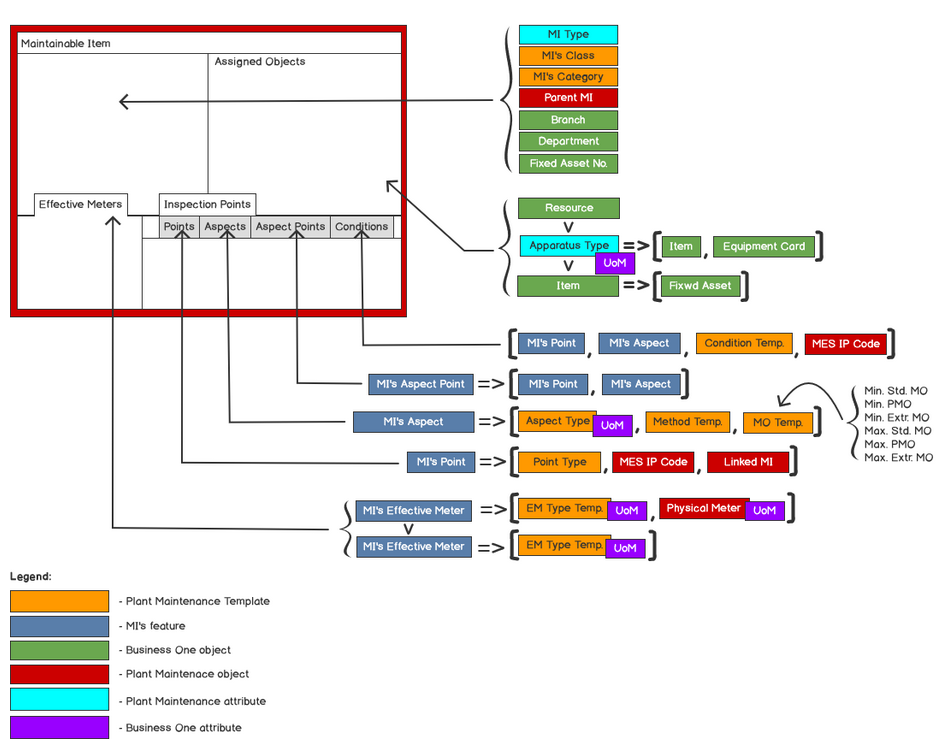 Maintainable Item
Assigned Objects
Effective Meters
Inspection Points
Points
Aspects
Aspect Points
Conditions
MI Type
MI's Class
MI's Category
Parent MI
Branch
Department
Fixed Asset No.
Resource
v
Apparatus Type => [ Item , Equipment Card ]
UoM
v
Item => [ Fixwd Asset ]
[ MI's Point , MI's Aspect , Condition Temp. , MES IP Code ]
MI's Aspect Point => [ MI's Point , MI's Aspect ]
MI's Aspect => [ Aspect Type UoM , Method Temp. , MO Temp. ]
Min. Std. MO
Min. PMO
Min. Extr. MO
Max. Std. MO
Max. PMO
Max. Extr. MO
MI's Point => [ Point Type , MES IP Code , Linked MI ]
MI's Effective Meter => [ EM Type Temp. UoM , Physical Meter UoM ]
v
MI's Effective Meter => [ EM Type Temp. UoM ]
Legend:
- Plant Maintenance Template
- MI's feature
- Business One object
- Plant Maintenace object
- Plant Maintenance attribute
- Business One attribute